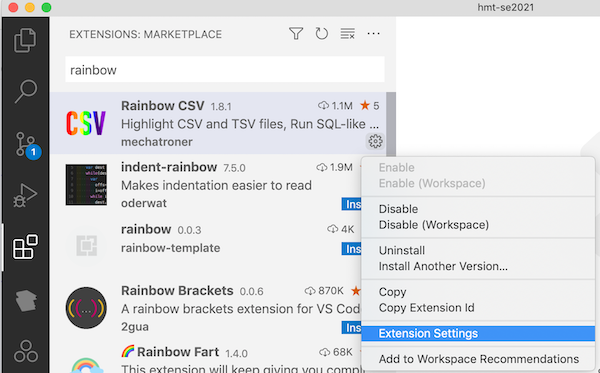 hmt-se2021
EXTENSIONS: MARKETPLACE
rainbow
CSV
Rainbow CSV 1.8.1 1.1M 5
Highlight CSV and TSV files, Run SQL-like ...
mechatroner
indent-rainbow 7.5.0 1.9M
Makes indentation easier to read
oderwat Ins
rainbow 0.0.3 4K
rainbow-template Ins
Rainbow Brackets 0.0.6 870K
A rainbow brackets extension for VS Cod
2gua Ins
Rainbow Fart 1.4.0 68K
This extension will keep giving you compli
1
Enable
Enable (Workspace)
Disable
Disable (Workspace)
Uninstall
Install Another Version...
Copy
Copy Extension Id
Extension Settings
Add to Workspace Recommendations